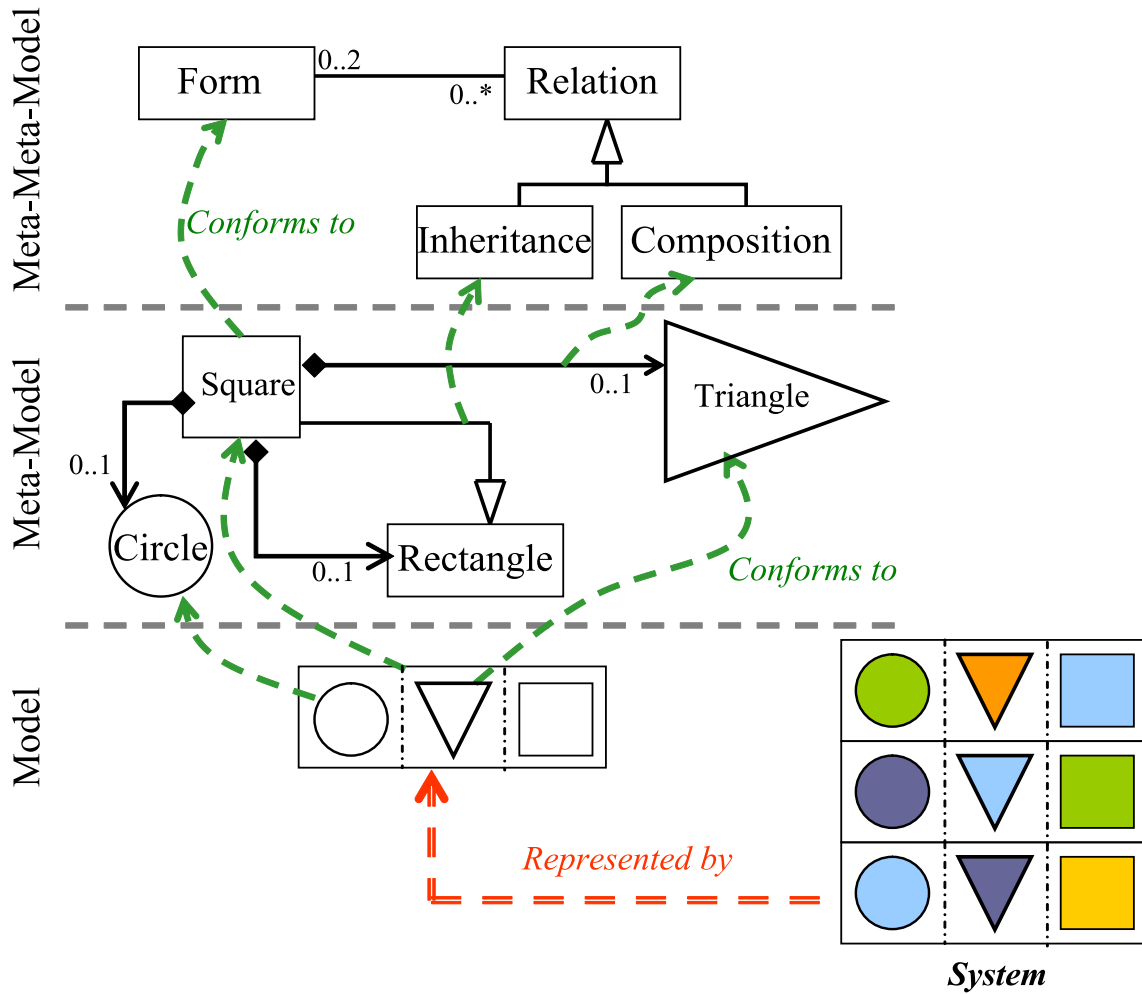 Meta-Meta-Model
Form
0..2
0..*
Relation
Conforms to
Inheritance
Composition
Meta-Model
Square
0..1
Triangle
0..1
Circle
0..1
Rectangle
Conforms to
Model
Represented by
System